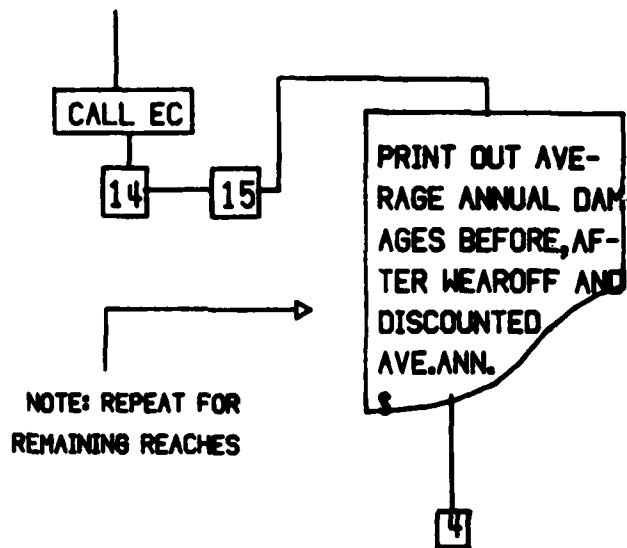 CALL EC
14
15
PRINT OUT AVE-
RAGE ANNUAL DAM
AGES BEFORE,AF-
TER WEAROFF AND
DISCOUNTED
AVE.ANN.
$
NOTE: REPEAT FOR
REMAINING REACHES
4